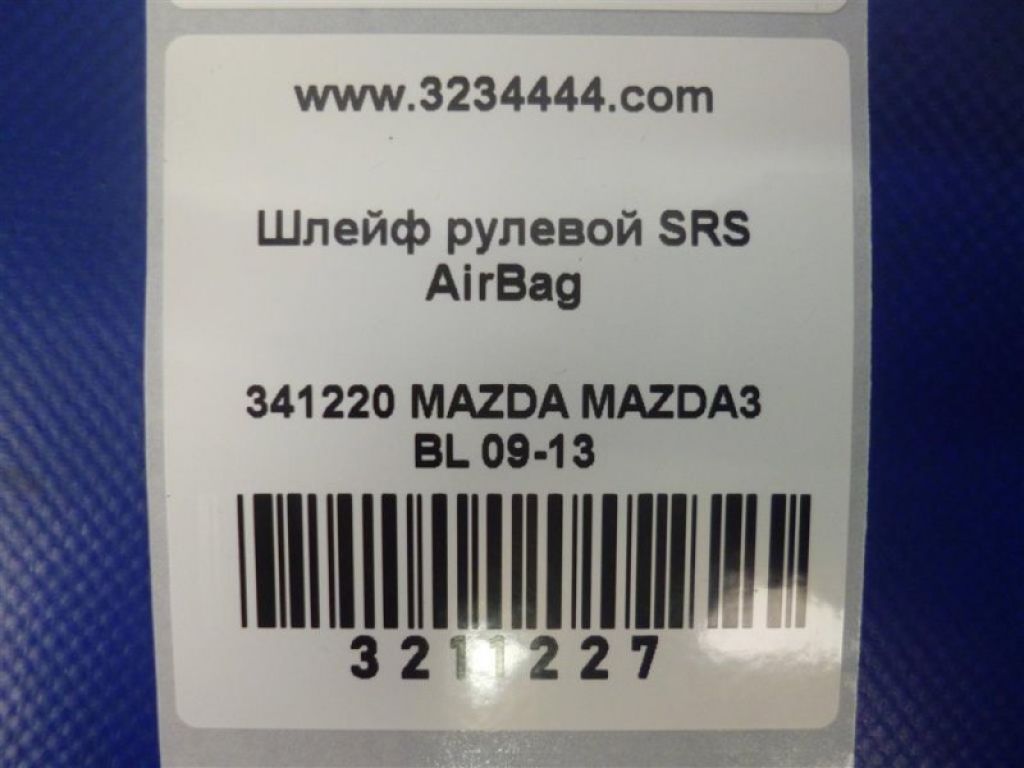 www.3234444.com
Шлейф рулевой SRS
AirBag
341220 MAZDA MAZDA3
BL 09-13
3211227